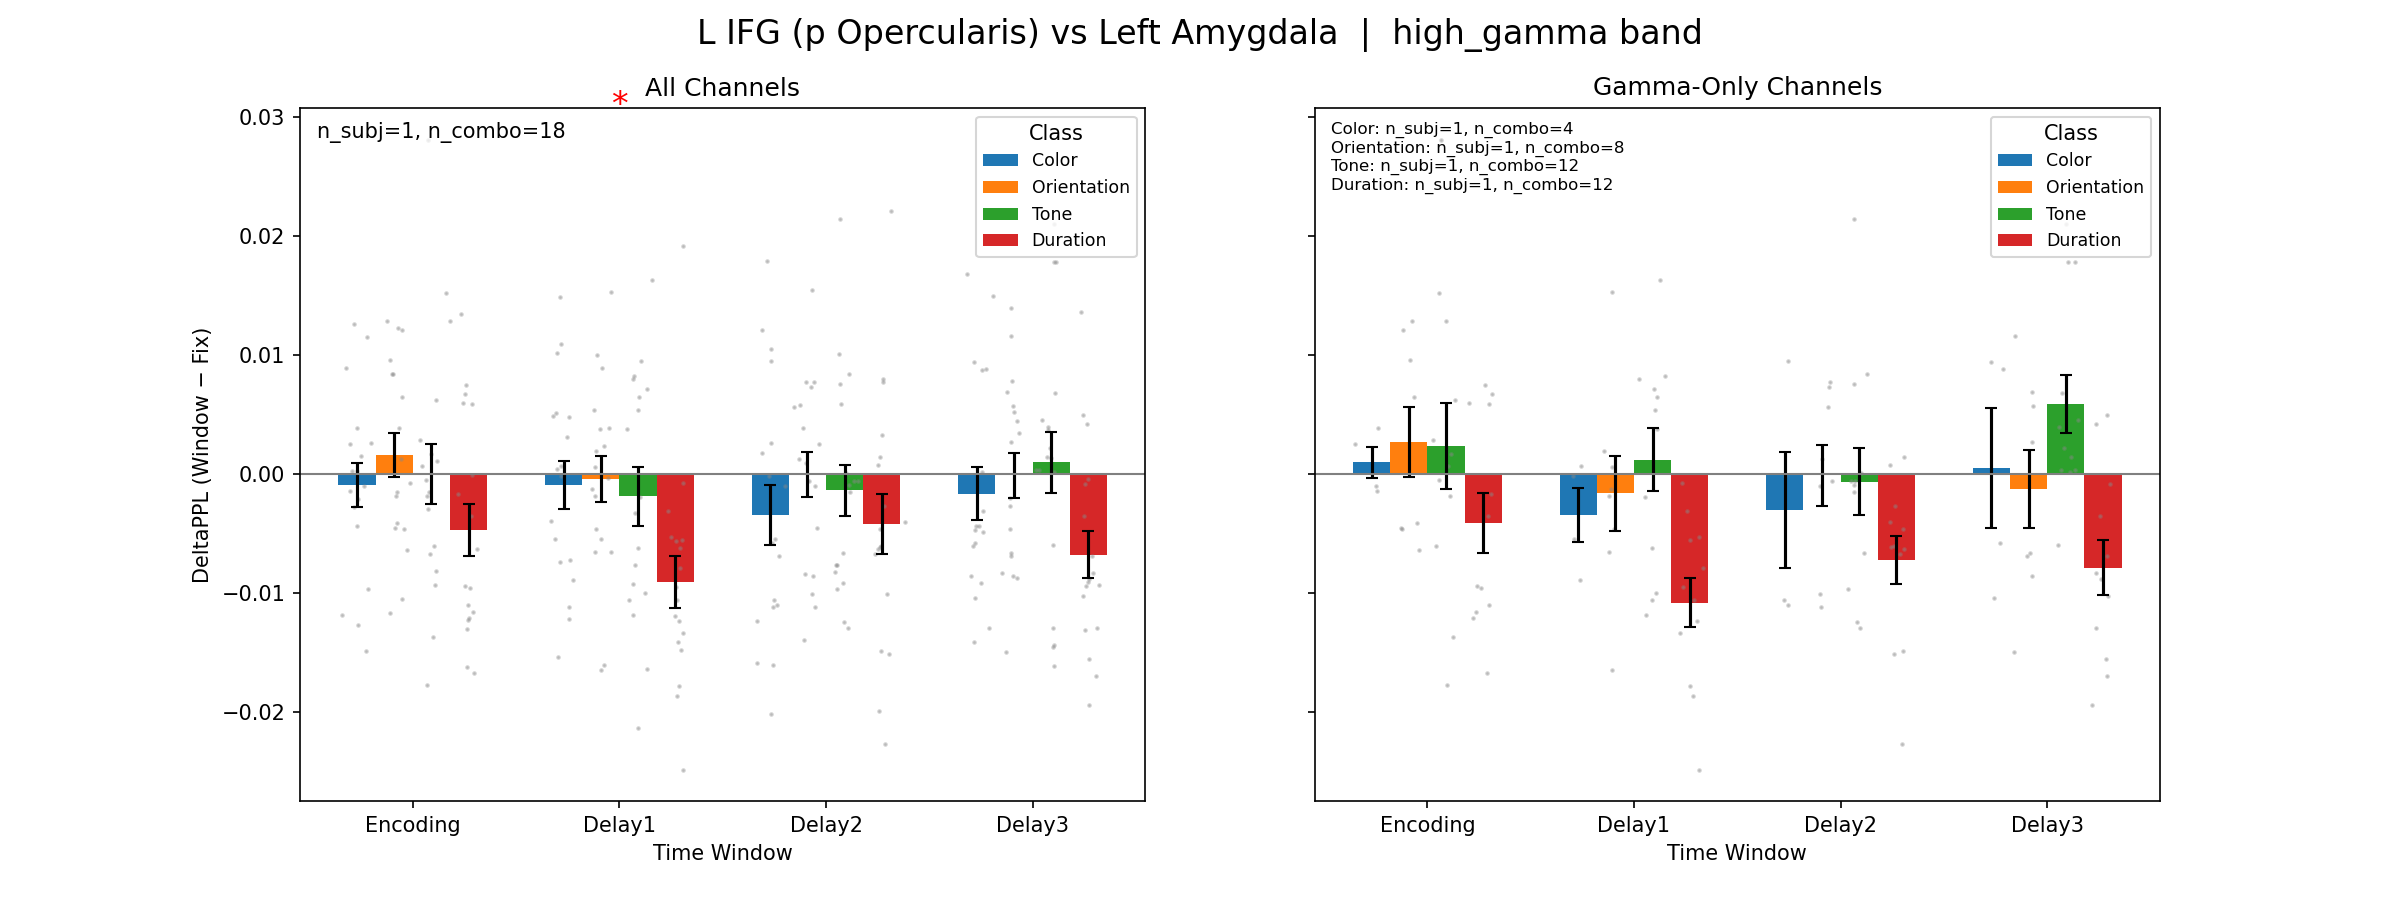 L IFG (p Opercularis) vs Left Amygdala | high_gamma band
All Channels
*
n_subj=1, n_combo=18
Class
Color
Orientation
Tone
Duration
DeltaPPL (Window − Fix)
0.03
0.02
0.01
0.00
−0.01
−0.02
Encoding
Delay1
Delay2
Delay3
Time Window
Gamma-Only Channels
Color: n_subj=1, n_combo=4
Orientation: n_subj=1, n_combo=8
Tone: n_subj=1, n_combo=12
Duration: n_subj=1, n_combo=12
Class
Color
Orientation
Tone
Duration
Encoding
Delay1
Delay2
Delay3
Time Window